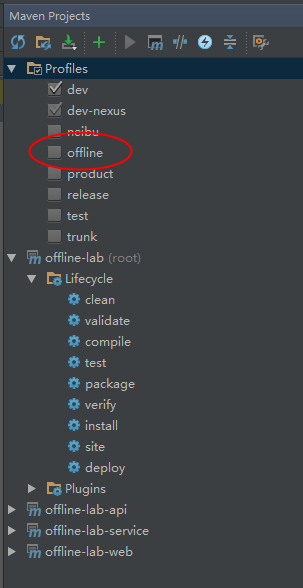 Maven Projects
Profiles
dev
dev-nexus
neibu
offline
product
release
test
trunk
offline-lab (root)
Lifecycle
clean
validate
compile
test
package
verify
install
site
deploy
Plugins
offline-lab-api
offline-lab-service
offline-lab-web